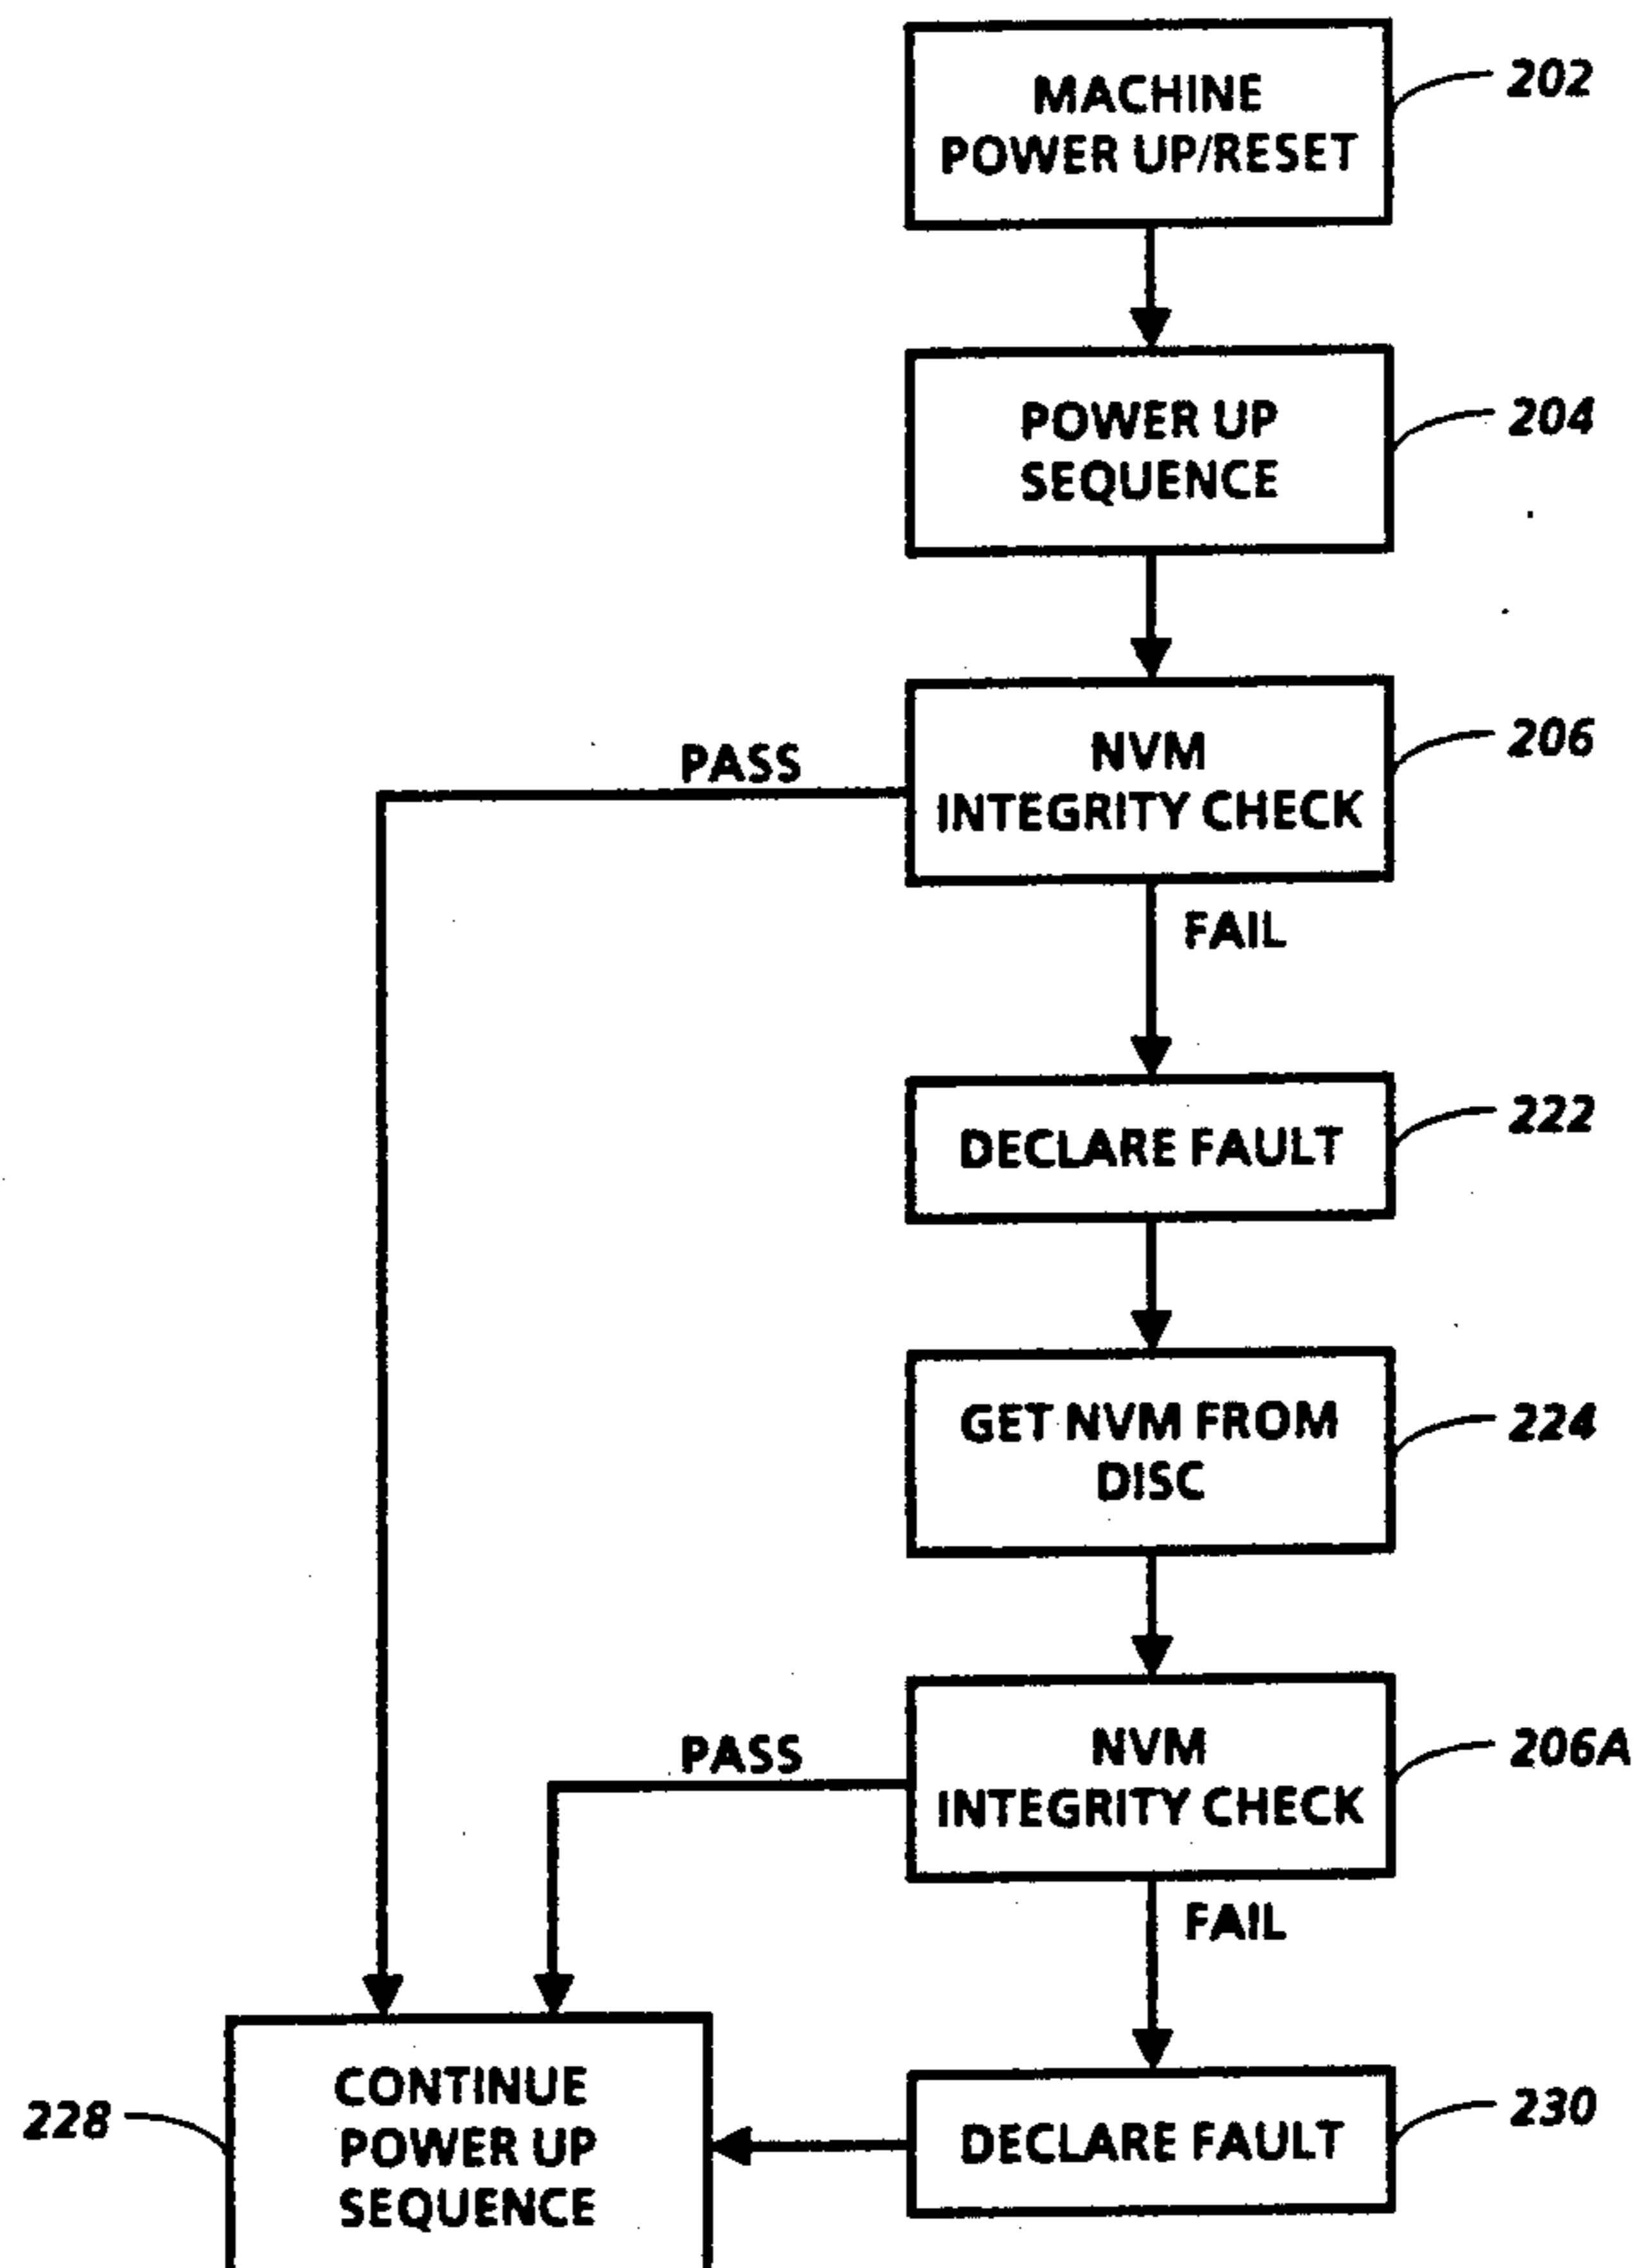 MACHINE
POWER UP/RESET
202
POWER UP
SEQUENCE
204
NVM
INTEGRITY CHECK
206
PASS
FAIL
DECLARE FAULT
222
GET NVM FROM
DISC
224
NVM
INTEGRITY CHECK
206A
PASS
FAIL
CONTINUE
POWER UP
SEQUENCE
228
DECLARE FAULT
230